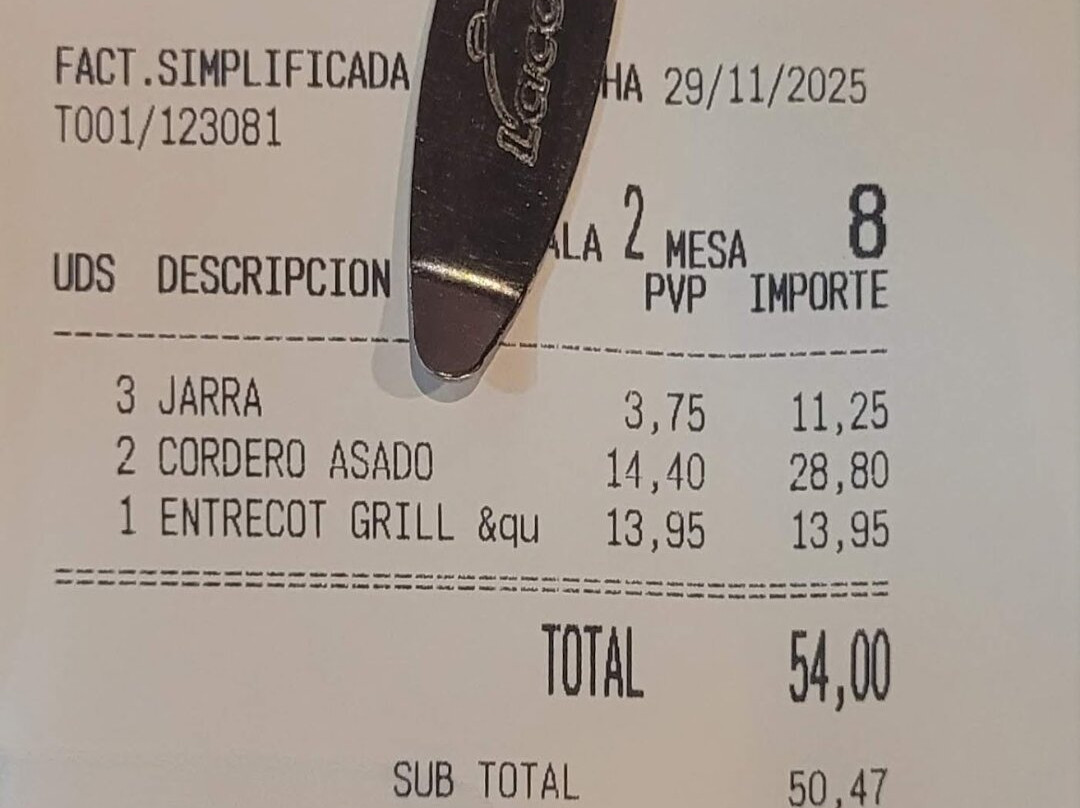 FACT.SIMPLIFICADA HA 29/11/2025
T001/123081
ALA 2 MESA 8
UDS DESCRIPCION PVP IMPORTE
3 JARRA 3,75 11,25
2 CORDERO ASADO 14,40 28,80
1 ENTRECOT GRILL &qu 13,95 13,95
TOTAL 54,00
SUB TOTAL 50,47